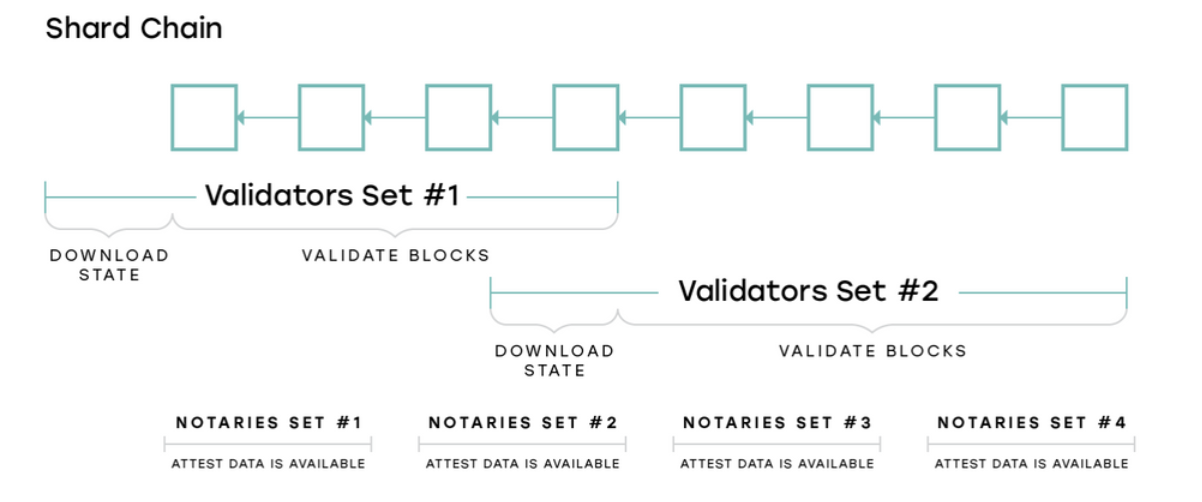 Shard Chain
Validators Set #1
DOWNLOAD
STATE
VALIDATE BLOCKS
Validators Set #2
DOWNLOAD
STATE
VALIDATE BLOCKS
NOTARIES SET #1
NOTARIES SET #2
NOTARIES SET #3
NOTARIES SET #4
ATTEST DATA IS AVAILABLE
ATTEST DATA IS AVAILABLE
ATTEST DATA IS AVAILABLE
ATTEST DATA IS AVAILABLE